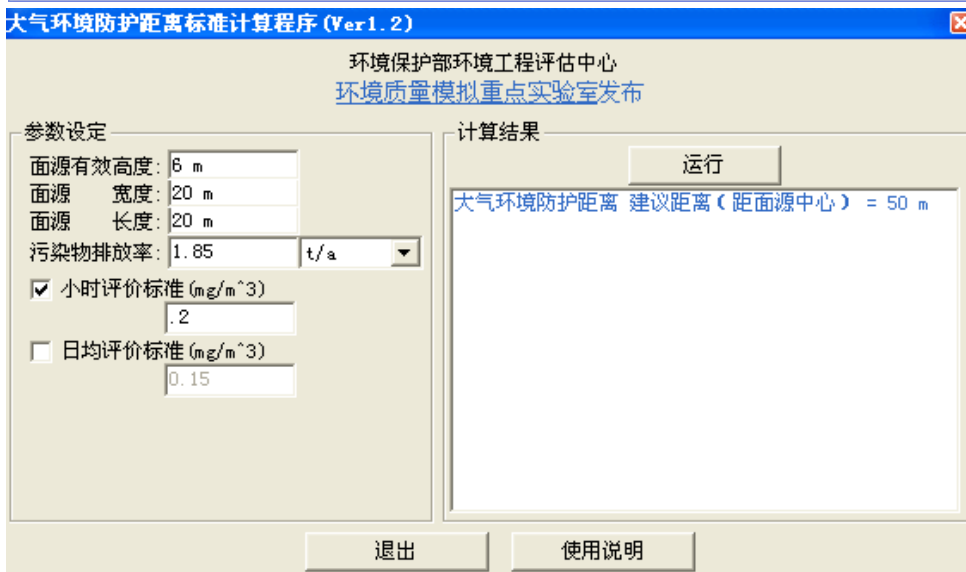 大气环境防护距离标准计算程序(Ver1.2)
环境保护部环境工程评估中心
环境质量模拟重点实验室发布
参数设定
面源有效高度: 6 m
面源 宽度: 20 m
面源 长度: 20 m
污染物排放率: 1.85 t/a
小时评价标准(mg/m^3)
.2
日均评价标准(mg/m^3)
0.15
计算结果
运行
大气环境防护距离 建议距离(距面源中心) = 50 m
退出
使用说明